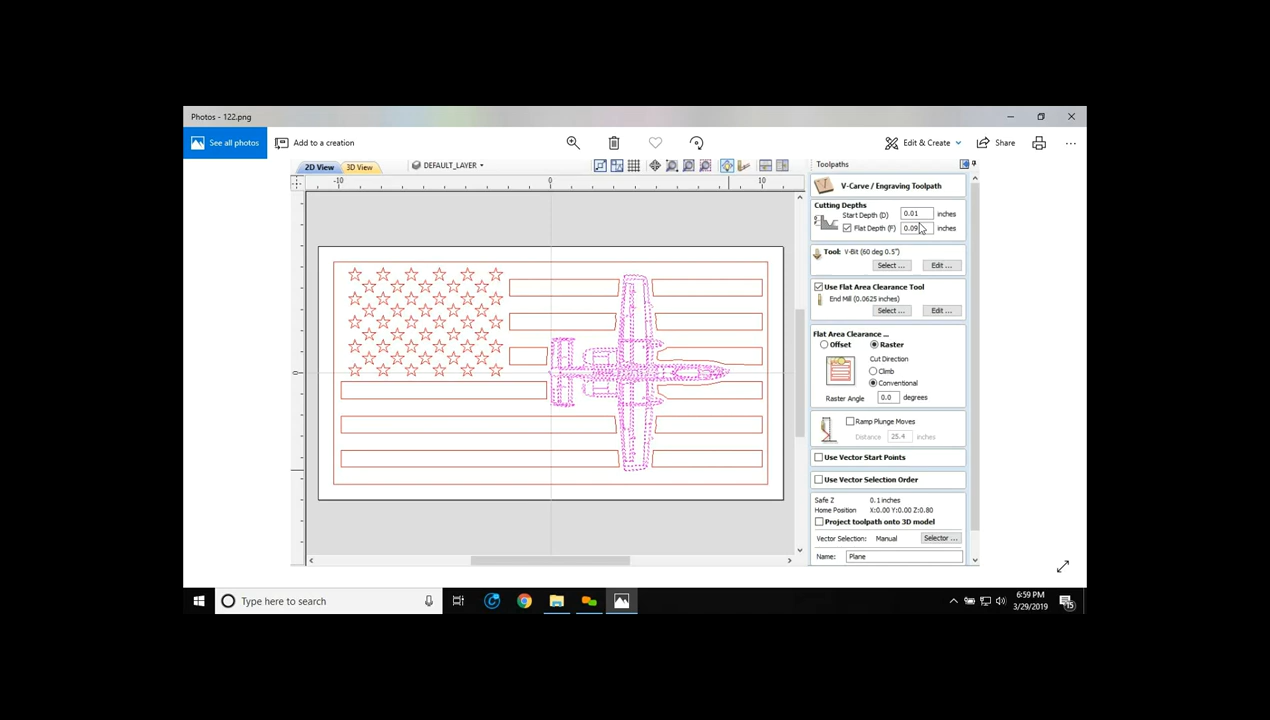 Photos - 122.png
See all photos
Add to a creation
Edit & Create
Share
2D View
3D View
DEFAULT_LAYER
Toolpaths
-10
0
10
V-Carve / Engraving Toolpath
Cutting Depths
Start Depth (D) 0.01 inches
Flat Depth (F) 0.09 inches
Tool: V-Bit (60 deg 0.5")
Select ... Edit ...
Use Flat Area Clearance Tool
End Mill (0.0625 inches)
Select ... Edit ...
Flat Area Clearance ...
Offset Raster
Cut Direction
Climb
Conventional
0
Raster Angle 0.0 degrees
Ramp Plunge Moves
Distance 25.4 inches
Use Vector Start Points
Use Vector Selection Order
Safe Z 0.1 inches
Home Position X:0.00 Y:0.00 Z:0.80
Project toolpath onto 3D model
Vector Selection: Manual Selector ...
Name: Plane
Type here to search
6:59 PM
3/29/2019
15